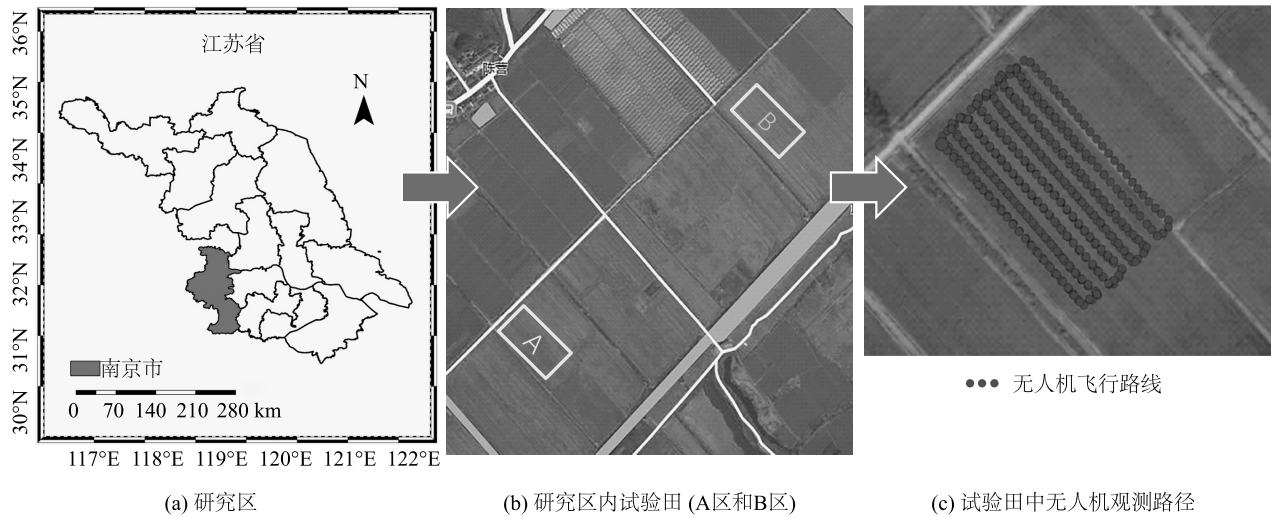 江苏省
N
36°N
35°N
34°N
33°N
32°N
31°N
30°N
南京市
0 70 140 210 280 km
117°E 118°E 119°E 120°E 121°E 122°E
(a) 研究区
陈营
B
A
(b) 研究区内试验田 (A区和B区)
无人机飞行路线
(c) 试验田中无人机观测路径